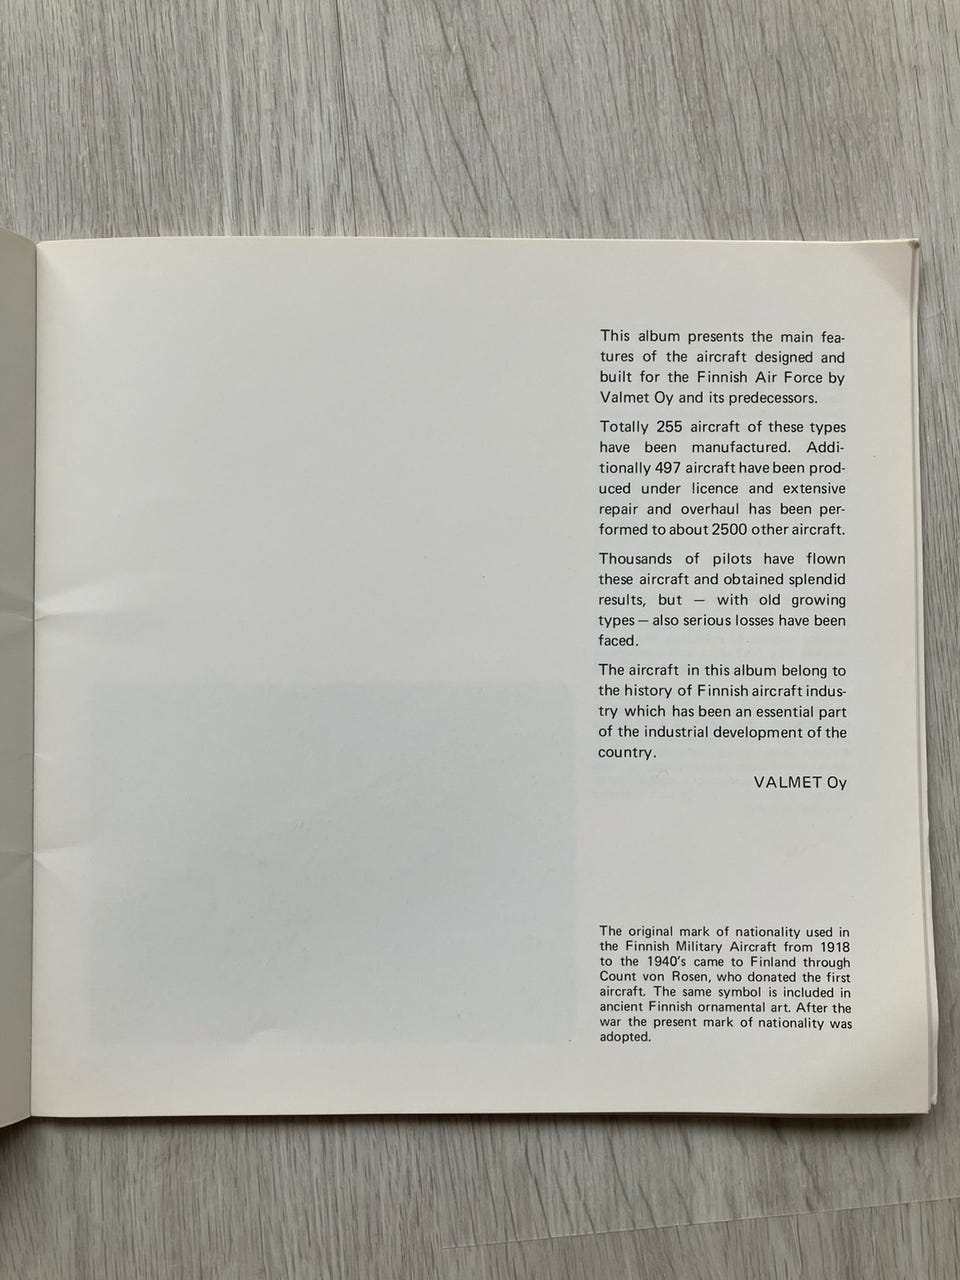 This album presents the main fea-
tures of the aircraft designed and
built for the Finnish Air Force by
Valmet Oy and its predecessors.
Totally 255 aircraft of these types
have been manufactured. Addi-
tionally 497 aircraft have been prod-
uced under licence and extensive
repair and overhaul has been per-
formed to about 2500 other aircraft.
Thousands of pilots have flown
these aircraft and obtained splendid
results, but — with old growing
types — also serious losses have been
faced.
The aircraft in this album belong to
the history of Finnish aircraft indus-
try which has been an essential part
of the industrial development of the
country.
VALMET Oy
The original mark of nationality used in
the Finnish Military Aircraft from 1918
to the 1940's came to Finland through
Count von Rosen, who donated the first
aircraft. The same symbol is included in
ancient Finnish ornamental art. After the
war the present mark of nationality was
adopted.